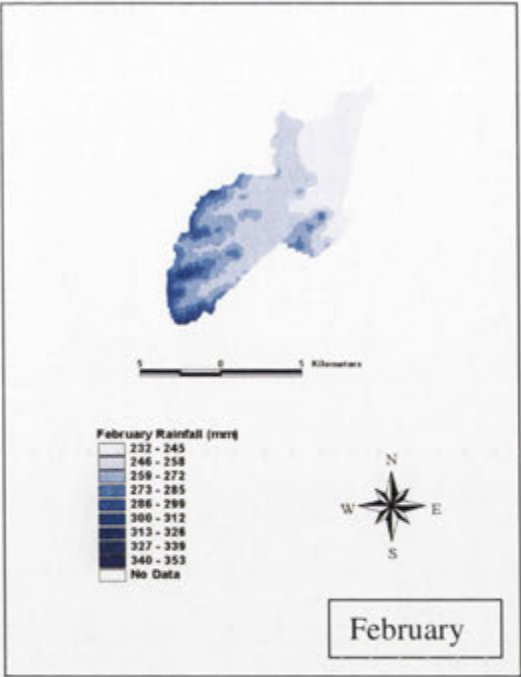 5 0 5 Kilometers
February Rainfall (mm)
232 - 245
246 - 258
259 - 272
273 - 285
286 - 299
300 - 312
313 - 326
327 - 339
340 - 353
No Data
N
W E
S
February